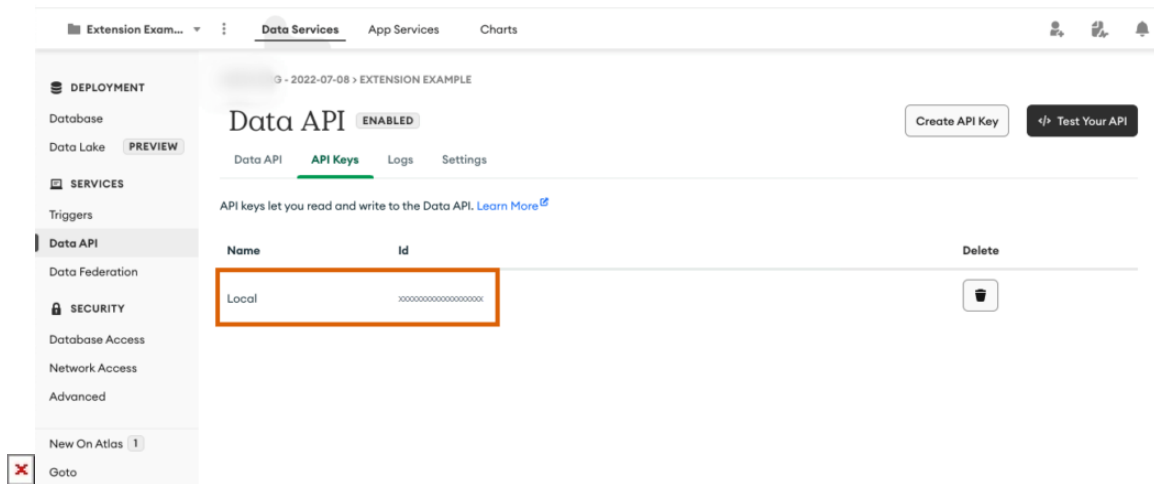 Extension Exam...
Data Services
App Services
Charts
DEPLOYMENT
Database
Data Lake PREVIEW
SERVICES
Triggers
Data API
Data Federation
SECURITY
Database Access
Network Access
Advanced
New On Atlas 1
Goto
G - 2022-07-08 > EXTENSION EXAMPLE
Data API ENABLED
Create API Key
</> Test Your API
Data API API Keys Logs Settings
API keys let you read and write to the Data API. Learn More
Name Id Delete
Local